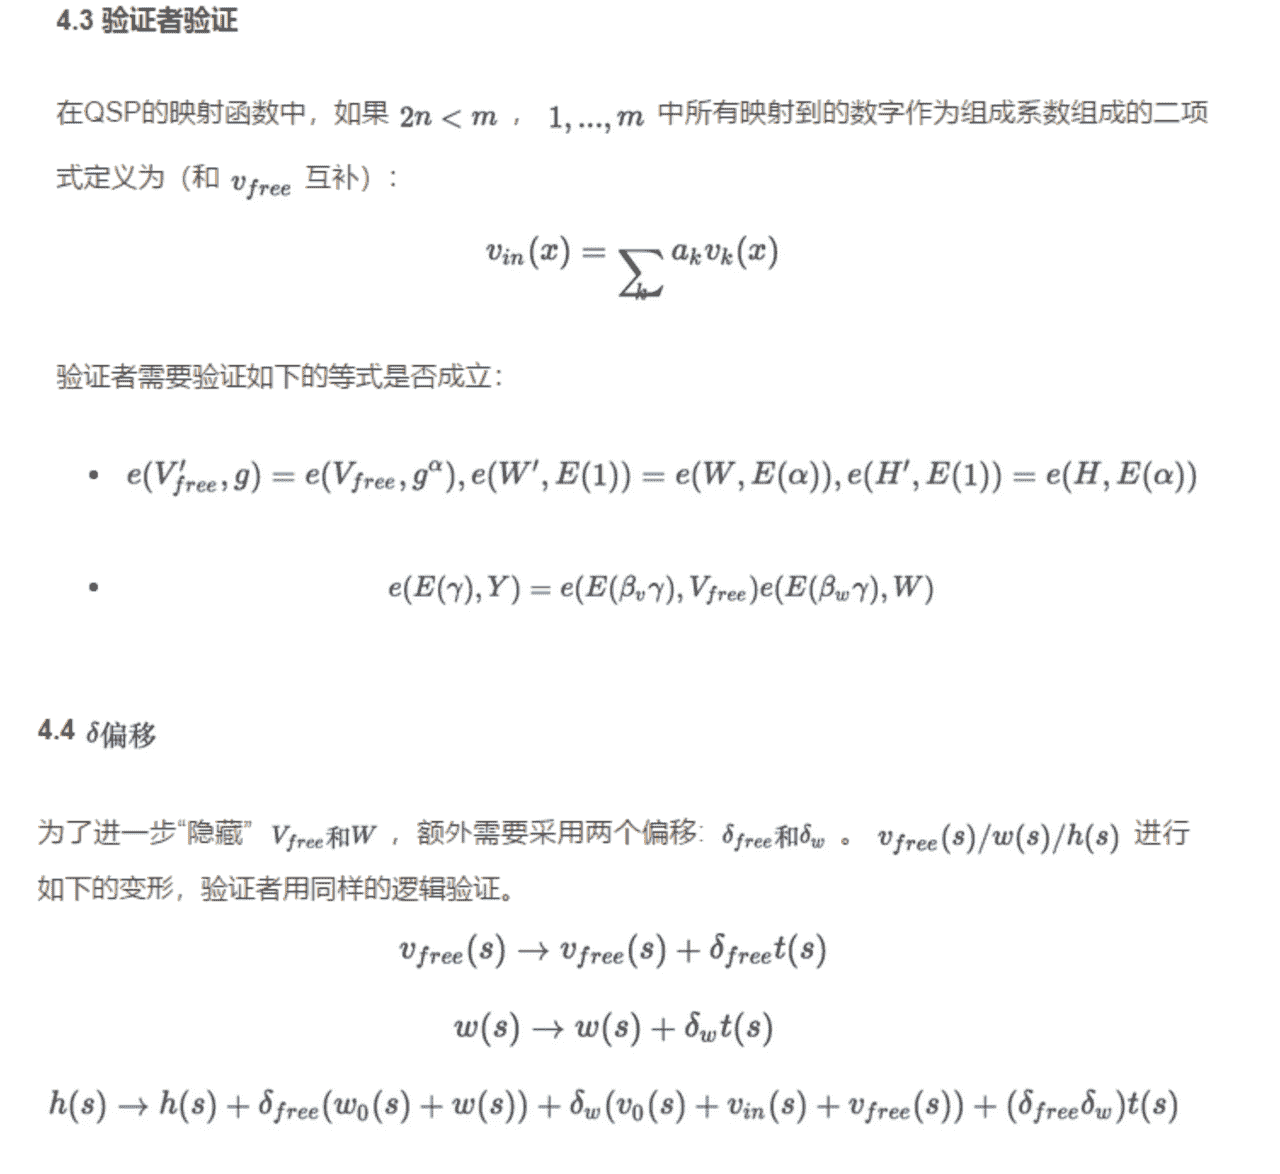 4.3 验证者验证
在QSP的映射函数中，如果 2n < m ， 1,...,m 中所有映射到的数字作为组成系数组成的二项
式定义为（和 v_{free} 互补）：
v_{in}(x) = \sum_k a_k v_k(x)
验证者需要验证如下的等式是否成立：
• e(V'_{free}, g) = e(V_{free}, g^α), e(W', E(1)) = e(W, E(α)), e(H', E(1)) = e(H, E(α))
• e(E(γ), Y) = e(E(β_vγ), V_{free})e(E(β_wγ), W)
4.4 δ偏移
为了进一步“隐藏” V_{free}和W ，额外需要采用两个偏移: δ_{free}和δ_w 。 v_{free}(s)/w(s)/h(s) 进行
如下的变形，验证者用同样的逻辑验证。
v_{free}(s) → v_{free}(s) + δ_{free}t(s)
w(s) → w(s) + δ_wt(s)
h(s) → h(s) + δ_{free}(w_0(s) + w(s)) + δ_w(v_0(s) + v_{in}(s) + v_{free}(s)) + (δ_{free}δ_w)t(s)